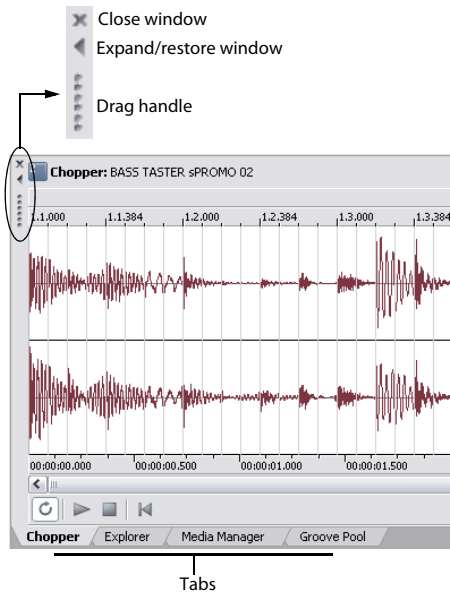 Close window
Expand/restore window
Drag handle
Chopper: BASS TASTER sPROMO 02
1.1.000 1.1.384 1.2.000 1.2.384 1.3.000 1.3.384
00:00:00.000 00:00:00.500 00:00:01.000 00:00:01.500
Chopper Explorer Media Manager Groove Pool
Tabs